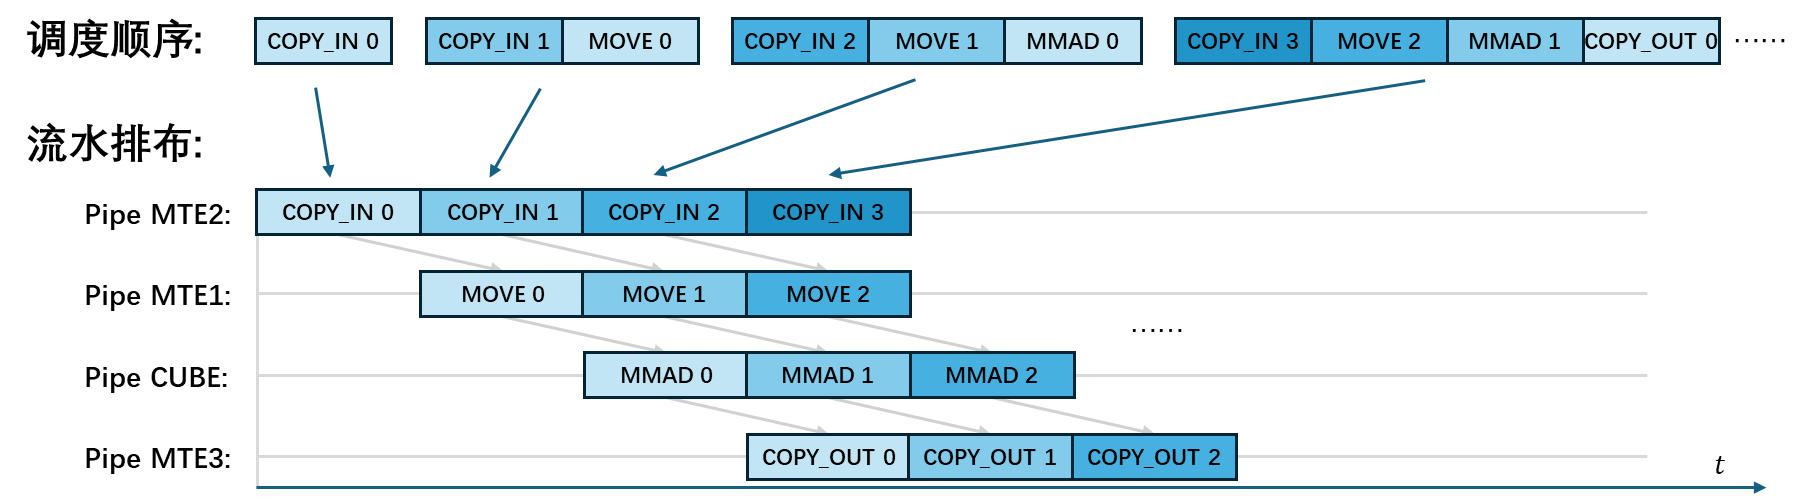 调度顺序: COPY_IN 0 COPY_IN 1 MOVE 0 COPY_IN 2 MOVE 1 MMAD 0 COPY_IN 3 MOVE 2 MMAD 1 COPY_OUT 0 ······
流水排布:
Pipe MTE2: COPY_IN 0 COPY_IN 1 COPY_IN 2 COPY_IN 3
Pipe MTE1: MOVE 0 MOVE 1 MOVE 2
······
Pipe CUBE: MMAD 0 MMAD 1 MMAD 2
Pipe MTE3: COPY_OUT 0 COPY_OUT 1 COPY_OUT 2
t